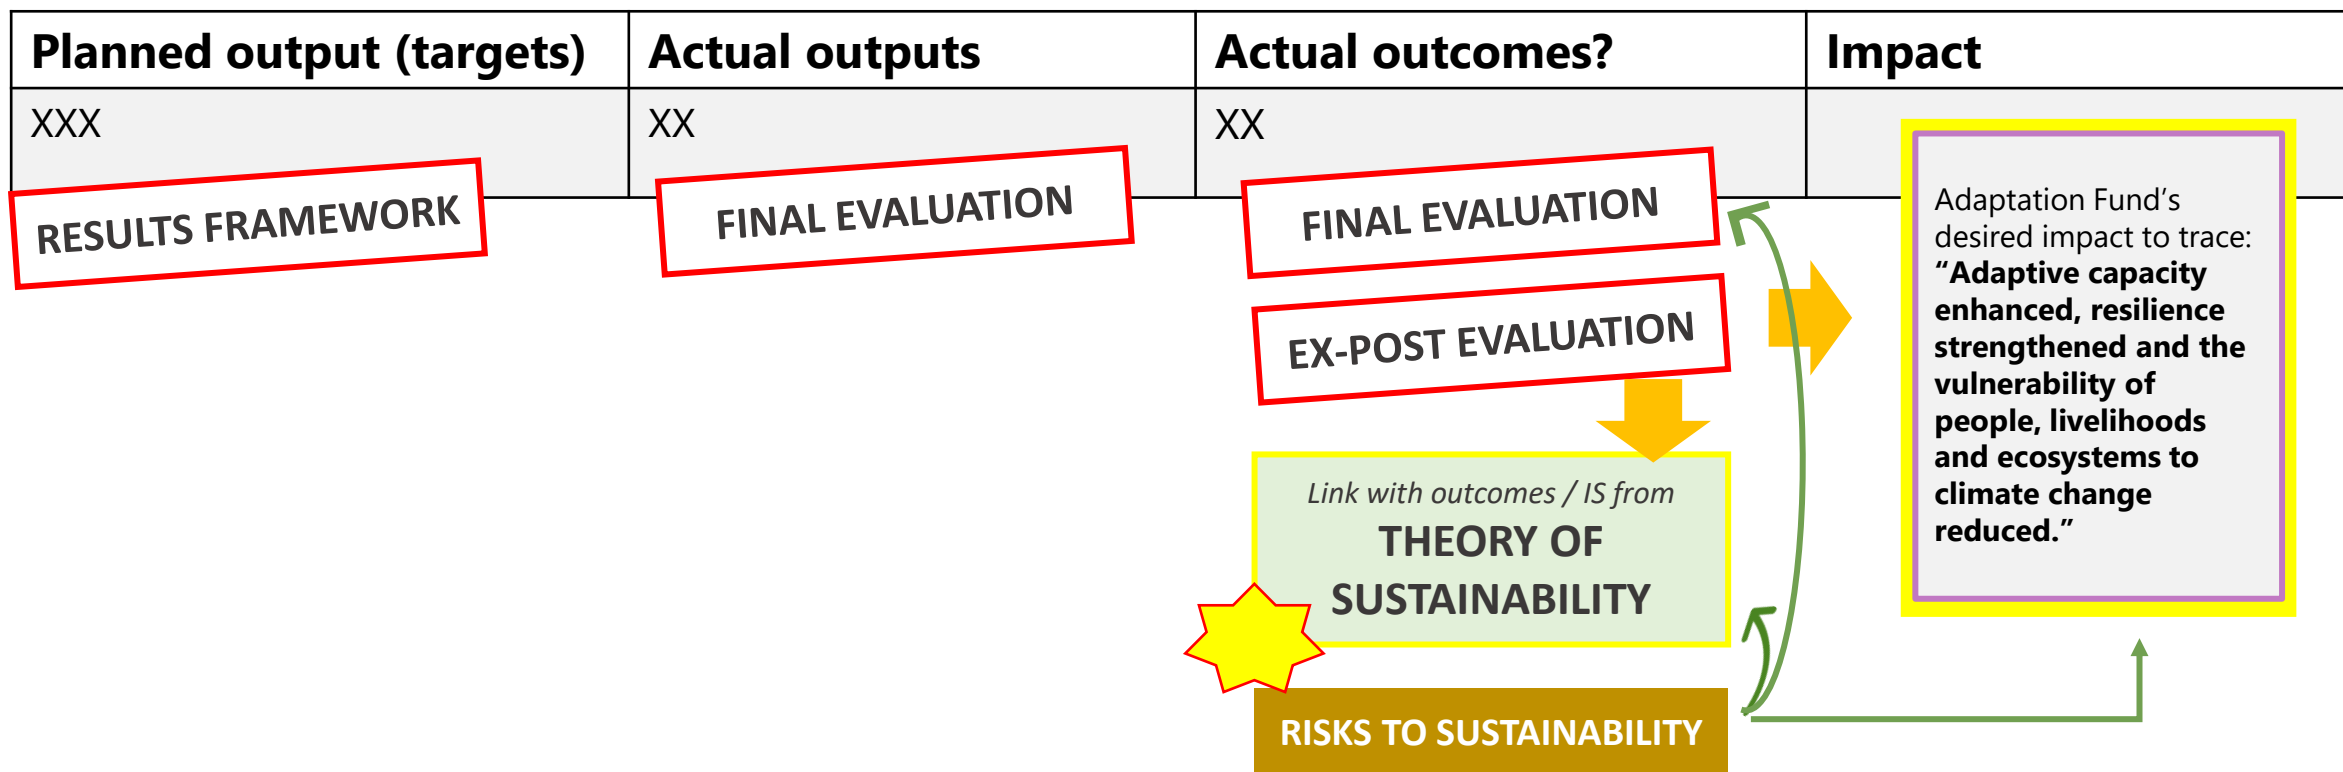 Planned output (targets)
Actual outputs
Actual outcomes?
Impact
XXX
XX
XX
RESULTS FRAMEWORK
FINAL EVALUATION
FINAL EVALUATION
EX-POST EVALUATION
Link with outcomes / IS from
THEORY OF
SUSTAINABILITY
RISKS TO SUSTAINABILITY
Adaptation Fund’s
desired impact to trace:
“Adaptive capacity
enhanced, resilience
strengthened and the
vulnerability of
people, livelihoods
and ecosystems to
climate change
reduced.”